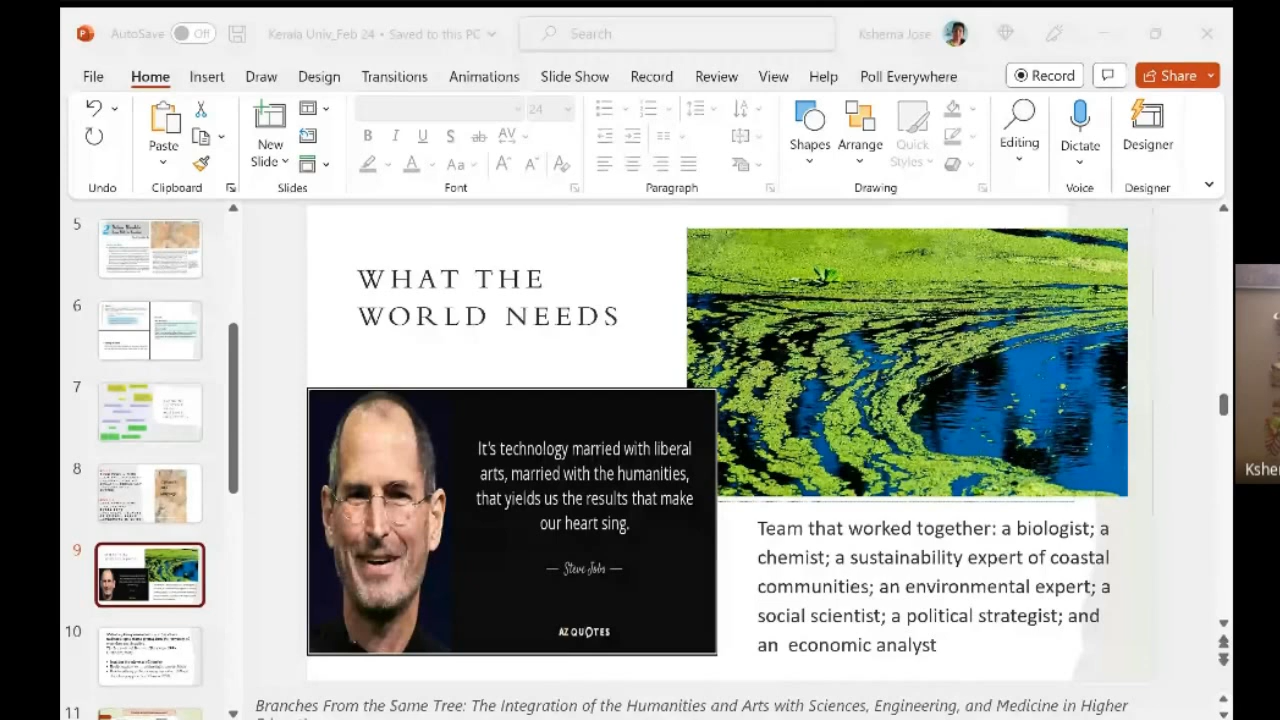 AutoSave Off Kerala Univ_Feb 24 • Saved to this PC Search Kshema Jose
File Home Insert Draw Design Transitions Animations Slide Show Record Review View Help Poll Everywhere Record Share
Paste New Slide 24 B I U S ab AV Aa A A A Shapes Arrange Quick Styles Editing Dictate Designer
Undo Clipboard Slides Font Paragraph Drawing Voice Designer
5
6
7
8
9
10
11
WHAT THE
WORLD NEEDS
It's technology married with liberal
arts, married with the humanities,
that yields us the results that make
our heart sing.
— Steve Jobs —
AZ QUOTES
Team that worked together: a biologist; a
chemist; a sustainability expert of coastal
communities; an environmental expert; a
social scientist; a political strategist; and
an economic analyst
Branches From the Same Tree: The Integration of the Humanities and Arts with Sciences, Engineering, and Medicine in Higher